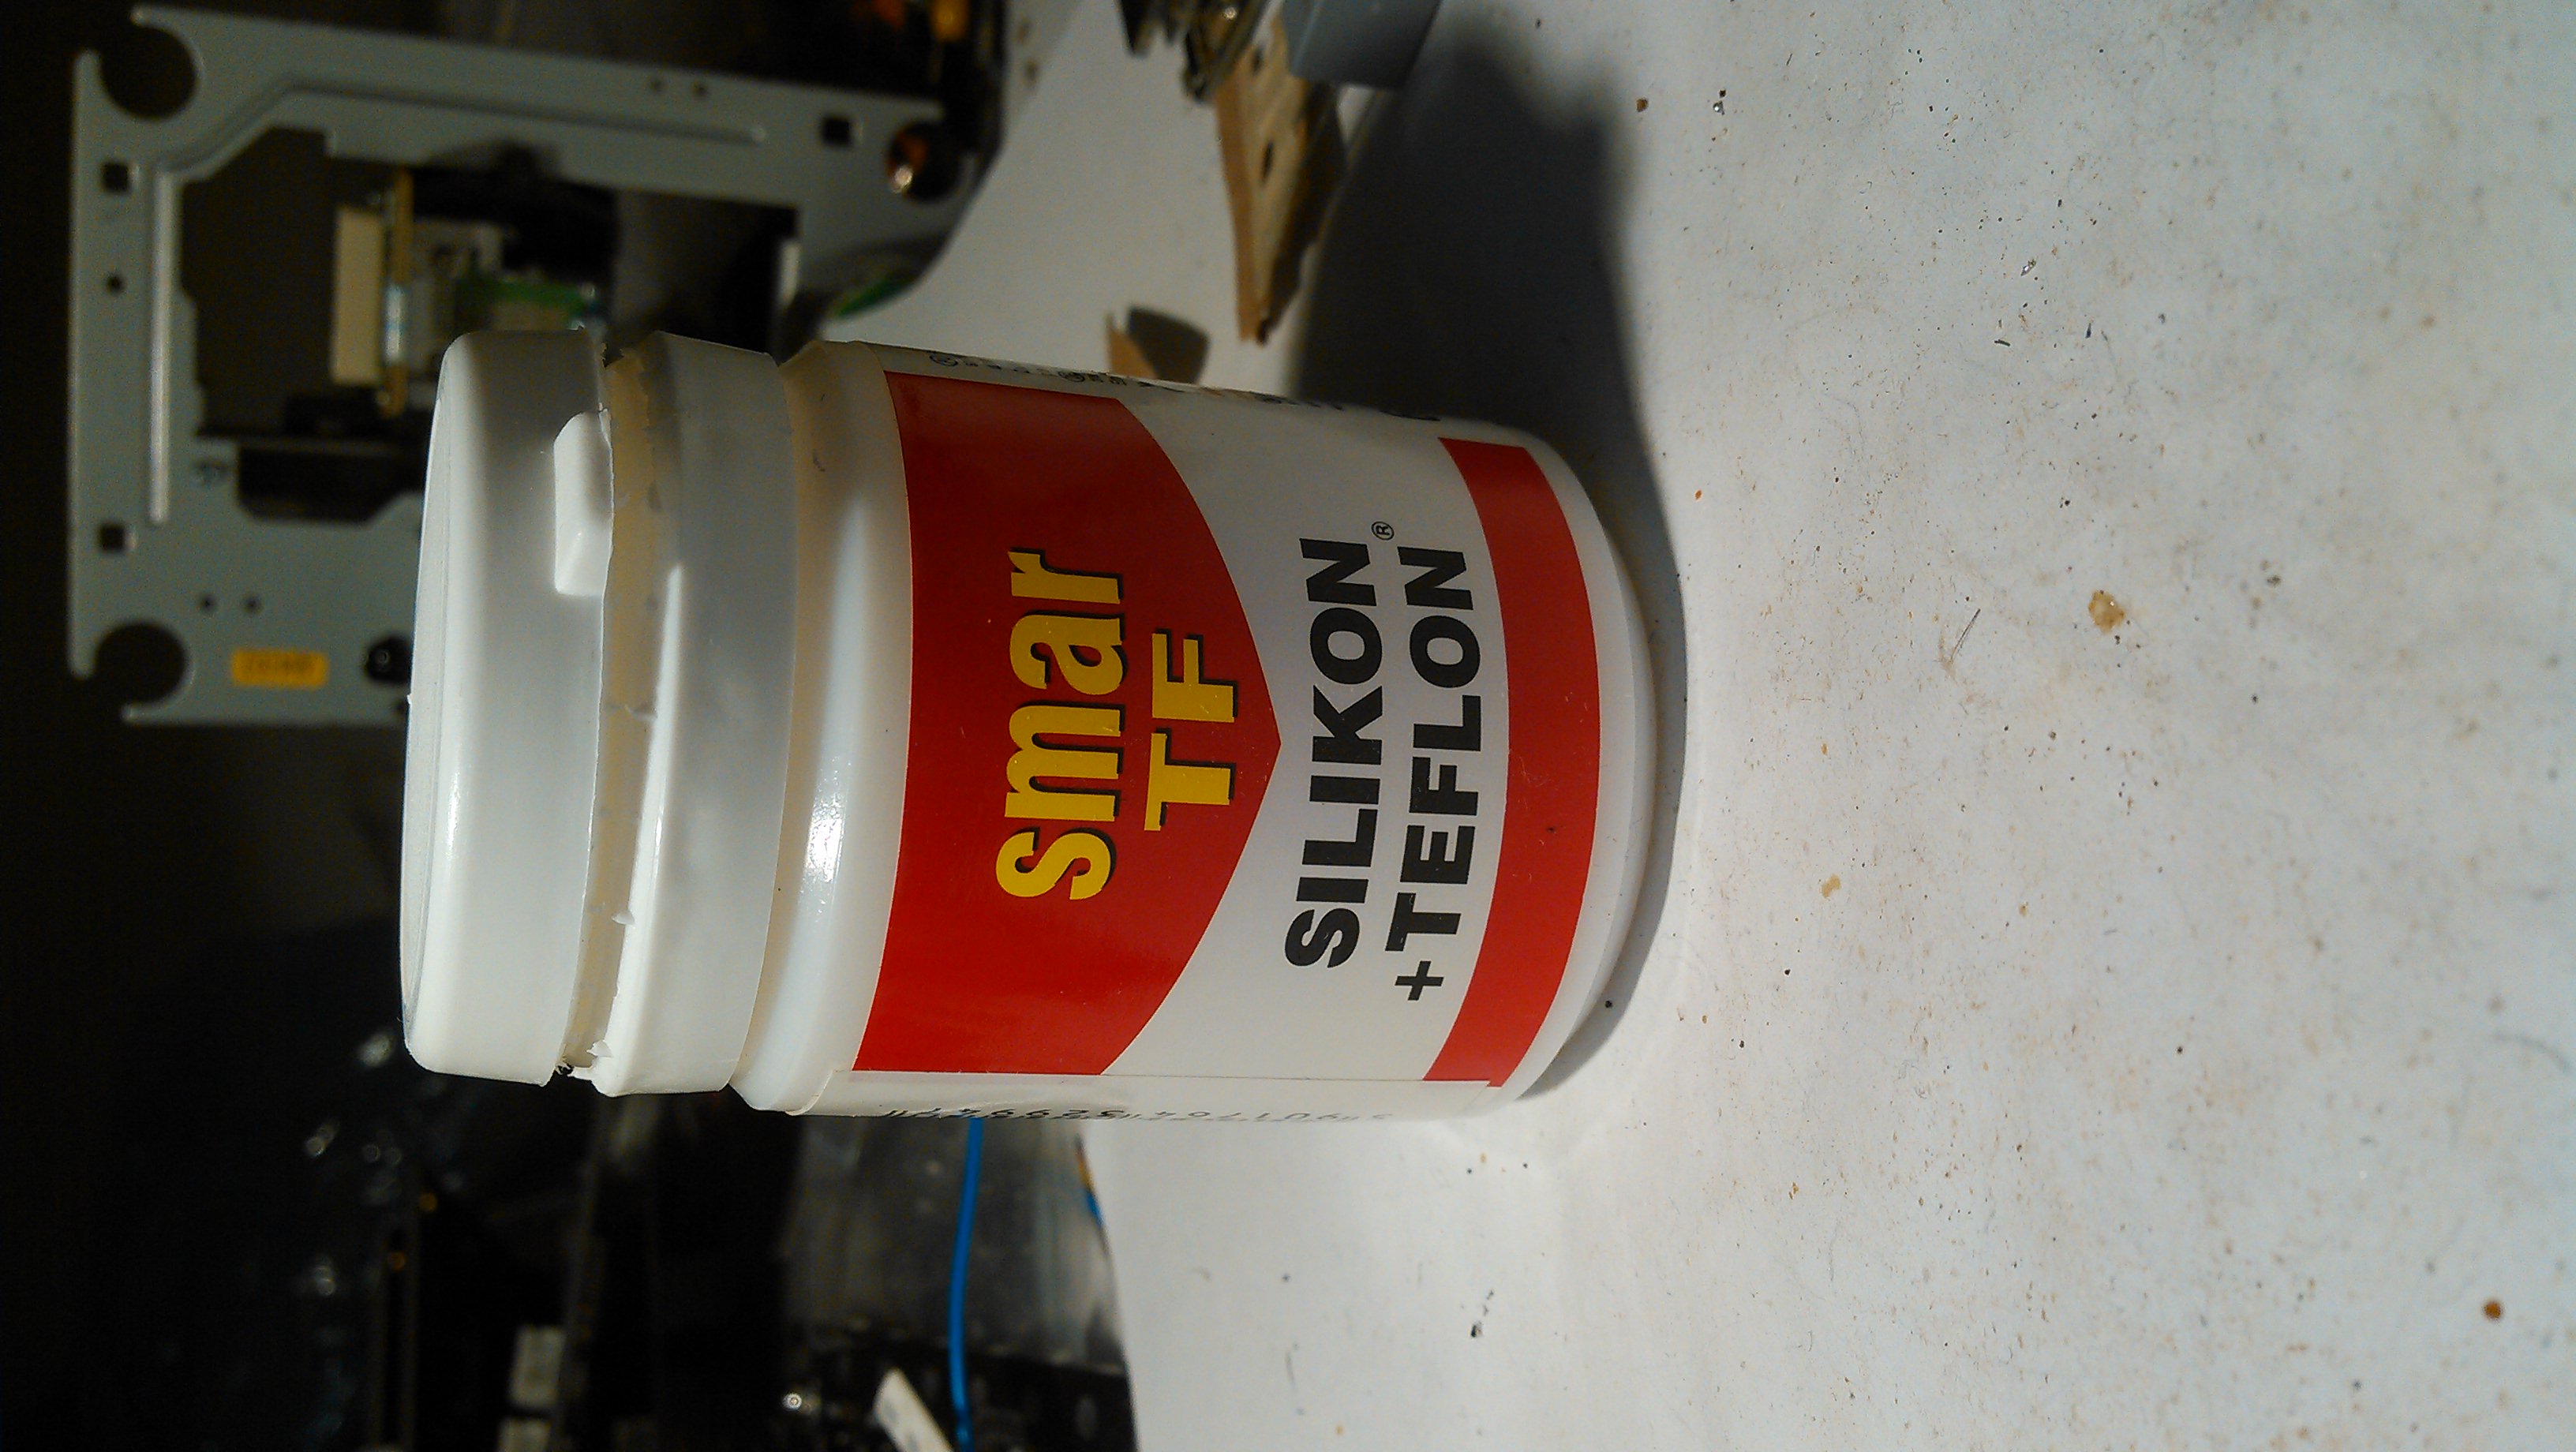 smar
TF
SILIKON
+TEFLON®